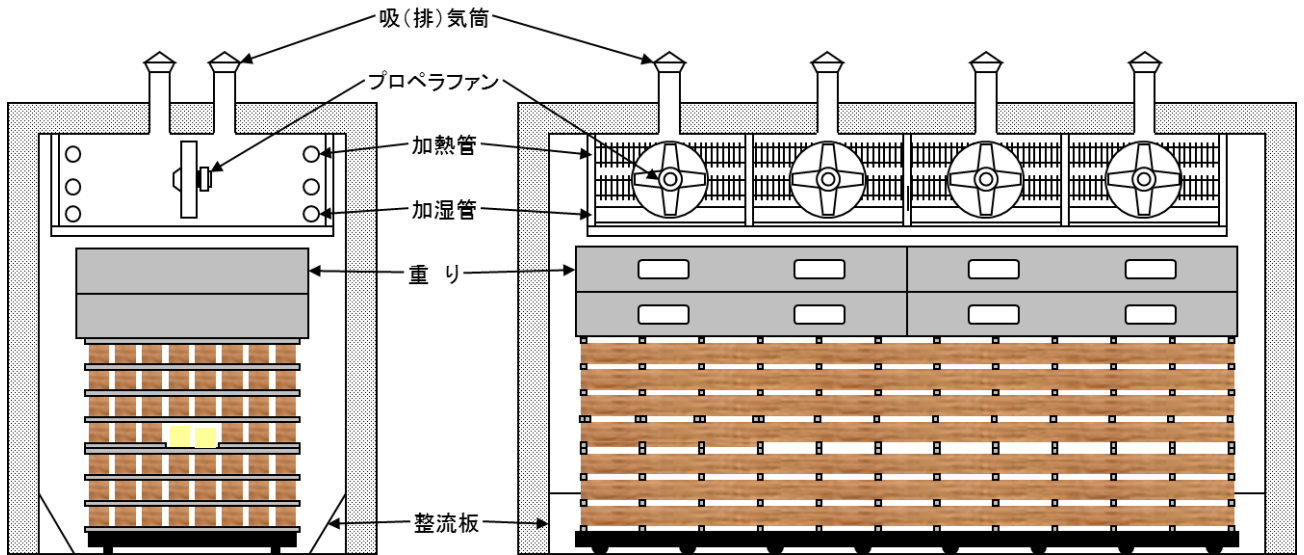 吸(排)気筒
プロペラファン
加熱管
加湿管
重 り
整流板